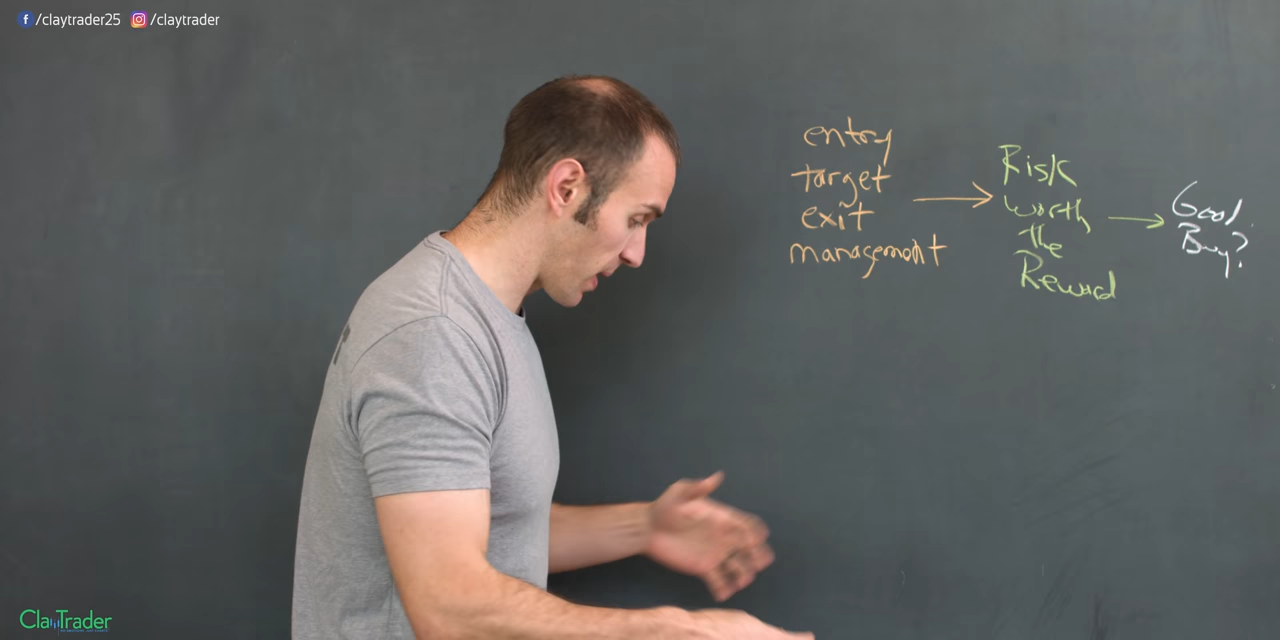 /claytrader25 /claytrader
entry
target
exit
management
Risk
worth
the
Reward
Good
Buy?
ClayTrader